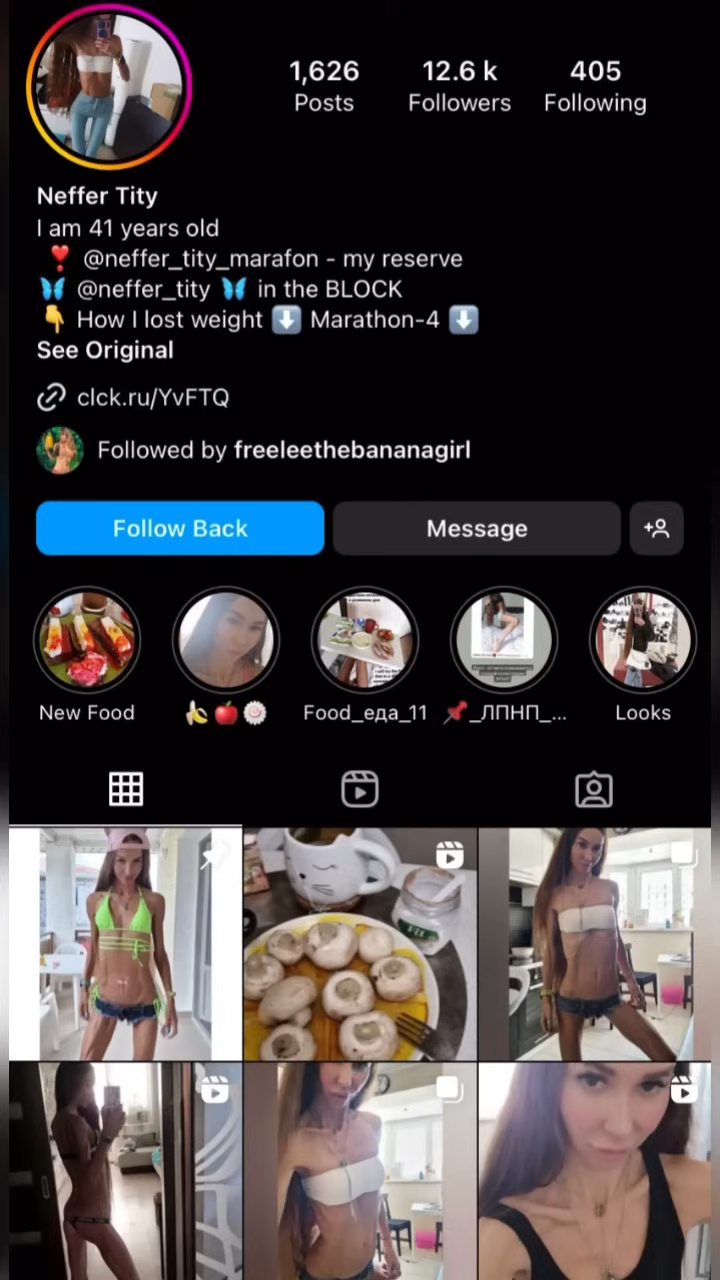 1,626 12.6 k 405
Posts Followers Following
Neffer Tity
I am 41 years old
❣️ @neffer_tity_marafon - my reserve
🦋 @neffer_tity 🦋 in the BLOCK
👇 How I lost weight ⬇️ Marathon-4 ⬇️
See Original
clck.ru/YvFTQ
Followed by freeleethebananagirl
Follow Back Message
New Food 🍌🍎🍥 Food_еда_11 📌_ЛПНП_... Looks